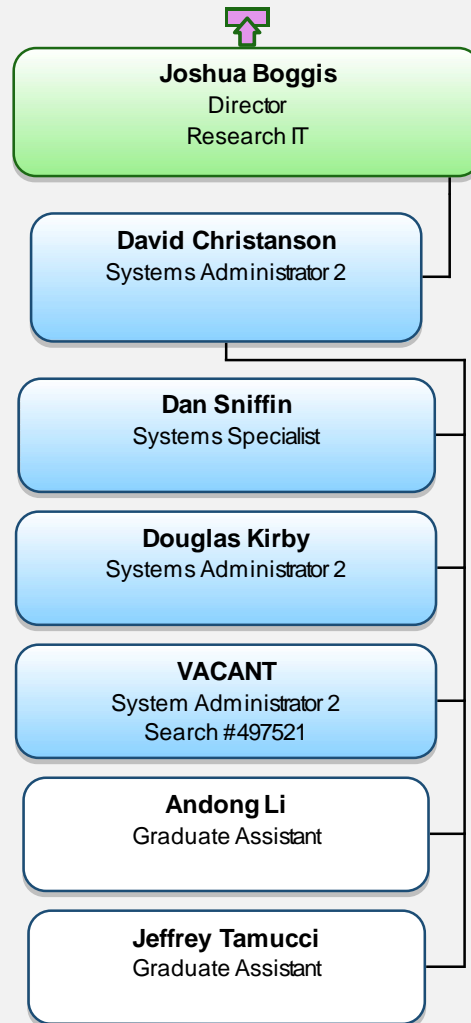 Joshua Boggis
Director
Research IT
David Christanson
Systems Administrator 2
Dan Sniffin
Systems Specialist
Douglas Kirby
Systems Administrator 2
VACANT
System Administrator 2
Search #497521
Andong Li
Graduate Assistant
Jeffrey Tamucci
Graduate Assistant